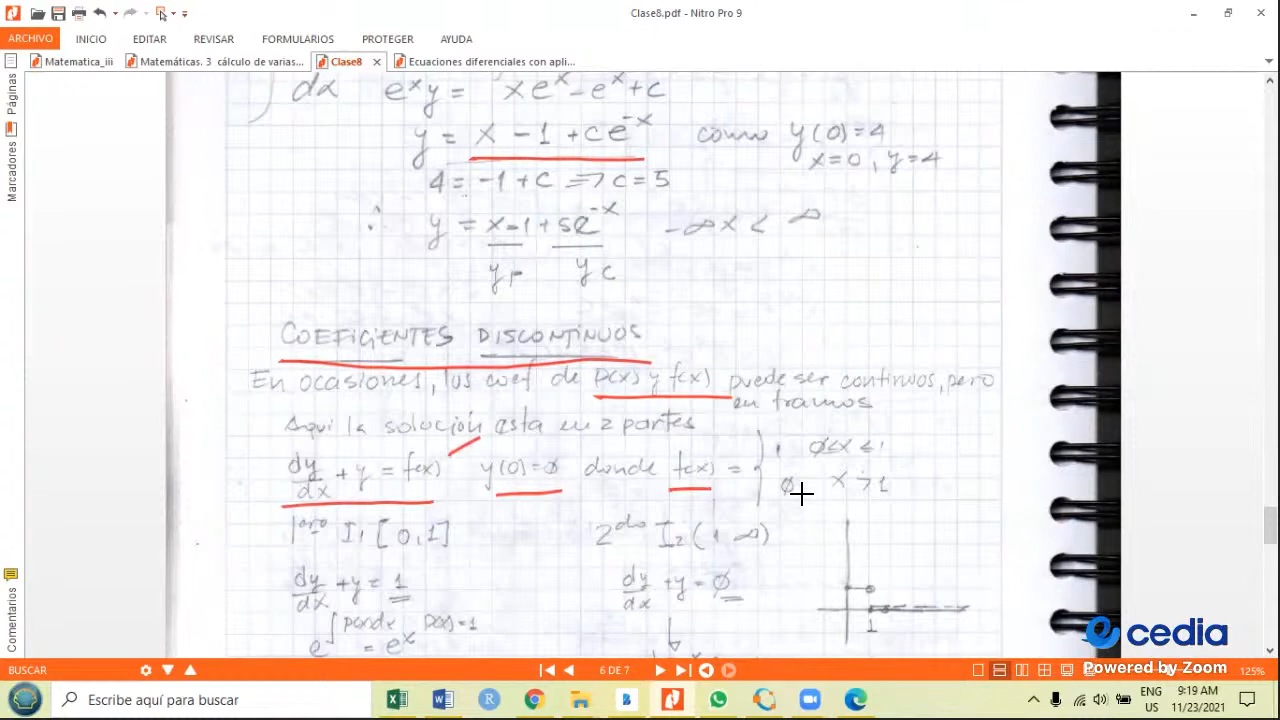 Clase8.pdf - Nitro Pro 9
ARCHIVO INICIO EDITAR REVISAR FORMULARIOS PROTEGER AYUDA
Matematica_iii Matemáticas. 3 cálculo de varias... Clase8 Ecuaciones diferenciales con apli...
Páginas
Marcadores
Comentarios
∫ dx e^x y = xe^x - e^x + c
y = x - 1 + ce^-x como y(0)=4
x=0, y=4
4 = -1 + c => c = 5
y = x-1 + 5e^-x -∞ x < ∞
yp yc
COEFICIENTES DISCONTINUOS
En ocasiones, los coef de p(x) y f(x) puede ser continuos, pero
en tramos
Aqui la solución esta en 2 partes
dy/dx + y = f(x) (0)=0 donde f(x) = 1
0 x > 1
1ero I1 [0,1] 2do I2 (1 ∞)
dy/dx + y = 1 dy/dx + y = 0
1
P(x)=1
e = e^x
cedia
Powered by Zoom
BUSCAR 6 DE 7 125%
Escribe aquí para buscar
ENG 9:19 AM
US 11/23/2021